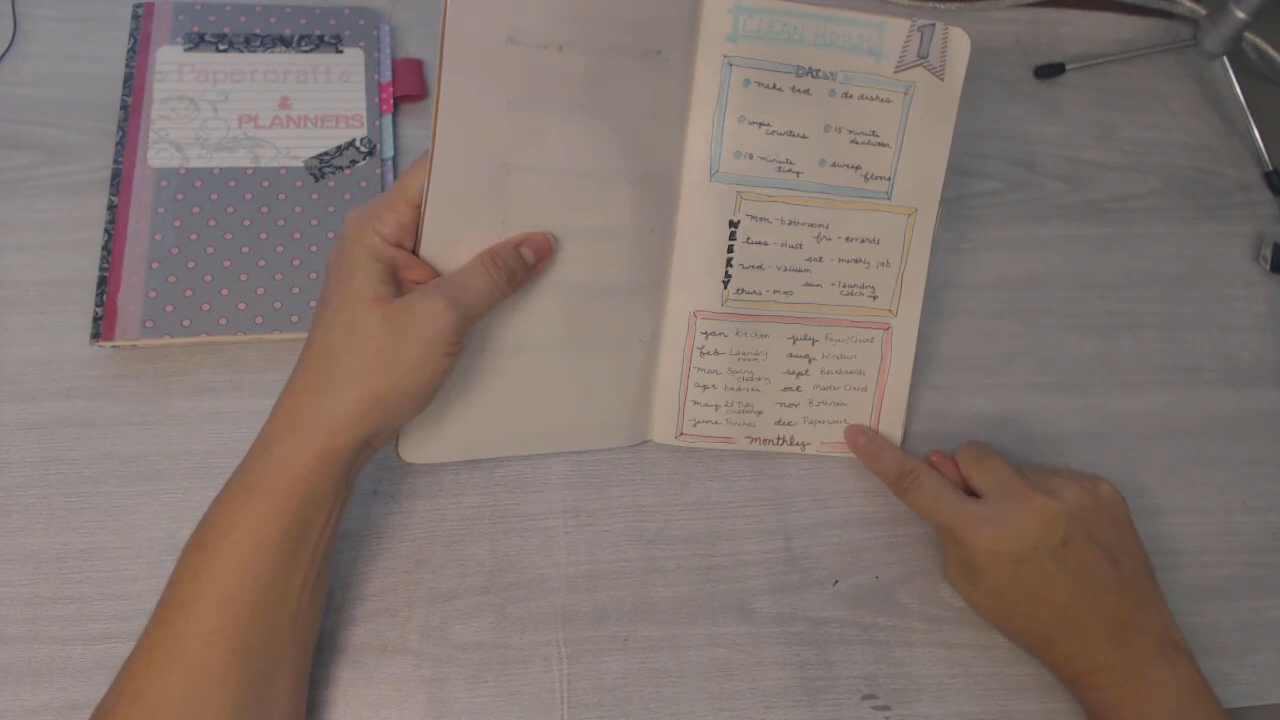 Papercrafts
&
PLANNERS
CLEAN HOME
1
DAILY
make bed
do dishes
wipe
counters
15 minute
declutter
10 minute
tidy
sweep
floors
WEEKLY
mon - bathrooms
tues - dust
wed - vacuum
thurs - mop
fri - errands
sat - monthly job
sun - laundry
catch up
jan Kitchen
feb Laundry
room
mar Spring
cleaning
apr bedroom
may 23 Day
challenge
june Porches
july Foyer/Closet
aug Windows
sept Baseboards
oct Master Closet
nov Bathroom
dec Paperwork
monthly